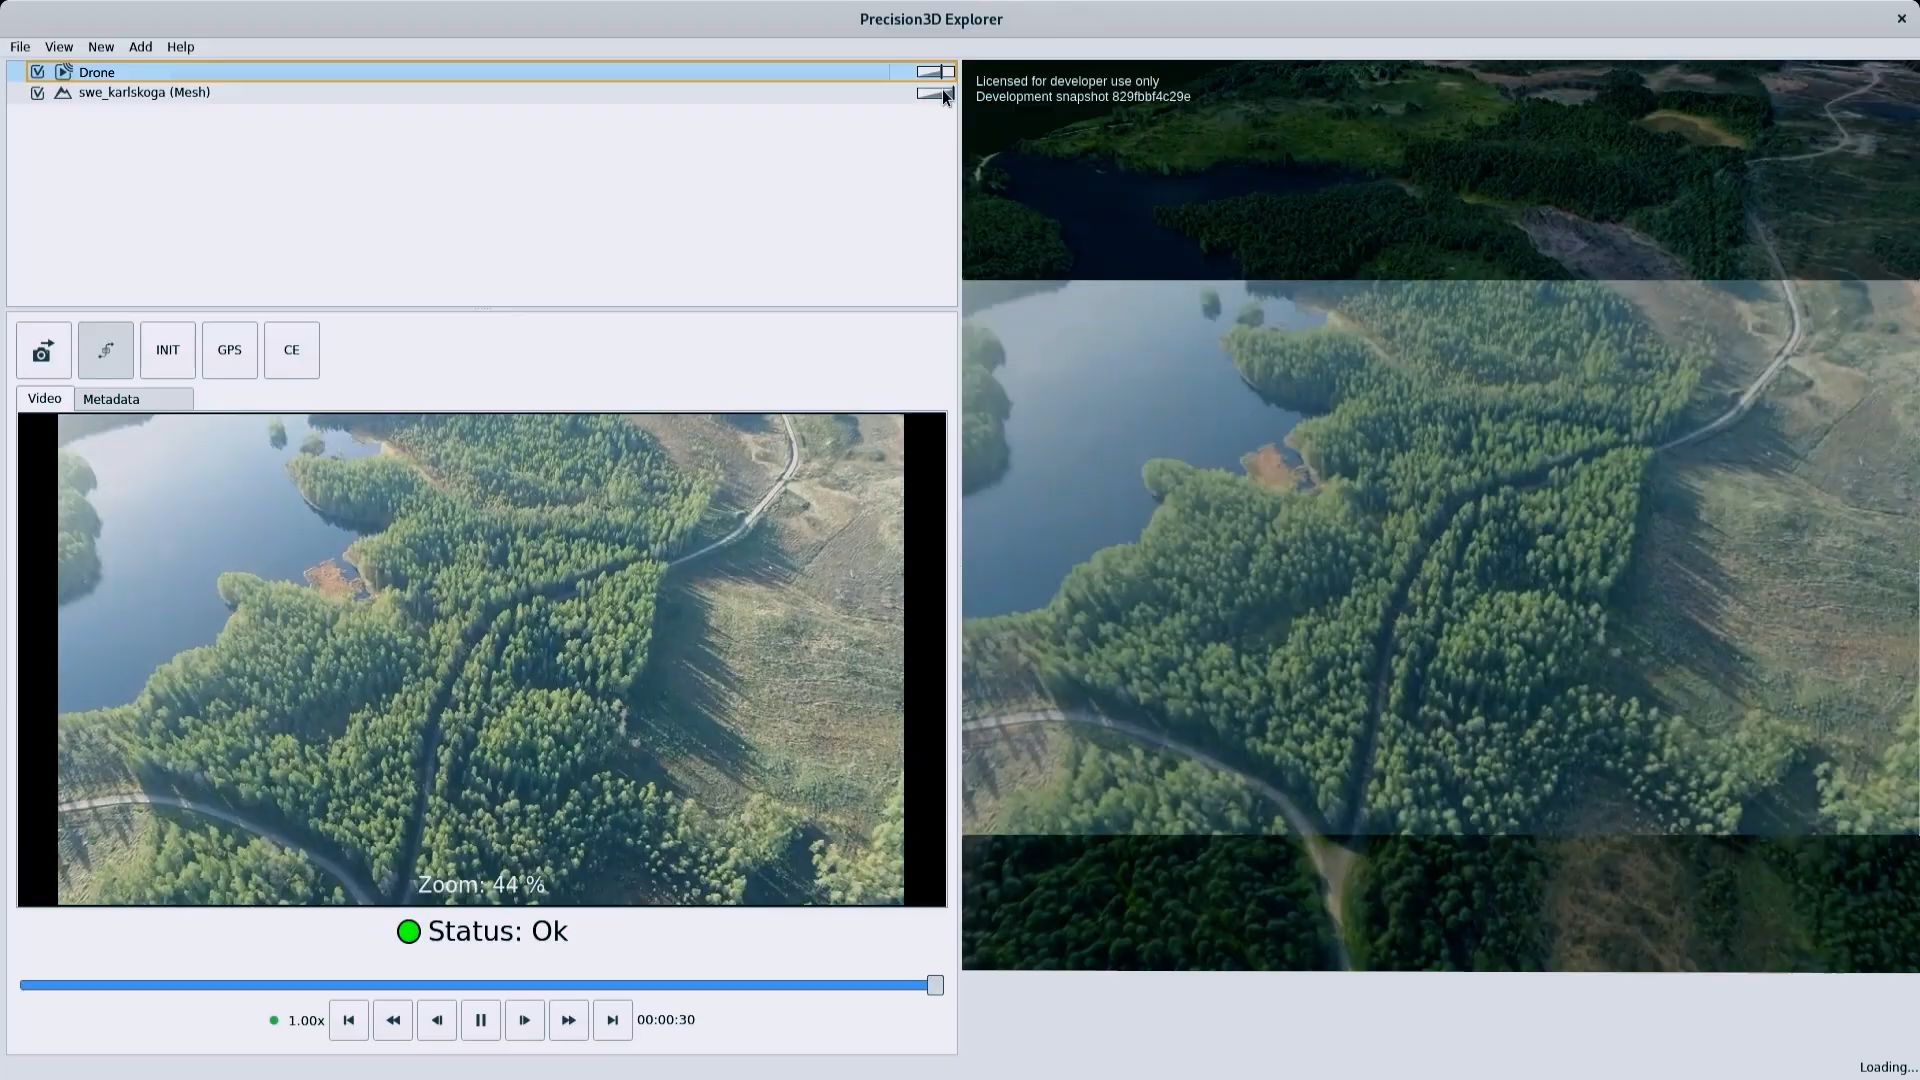 Precision3D Explorer
File View New Add Help
Drone
swe_karlskoga (Mesh)
Licensed for developer use only
Development snapshot 829fbbf4c29e
INIT GPS CE
Video Metadata
Zoom: 44 %
Status: Ok
1.00x 00:00:30
Loading...